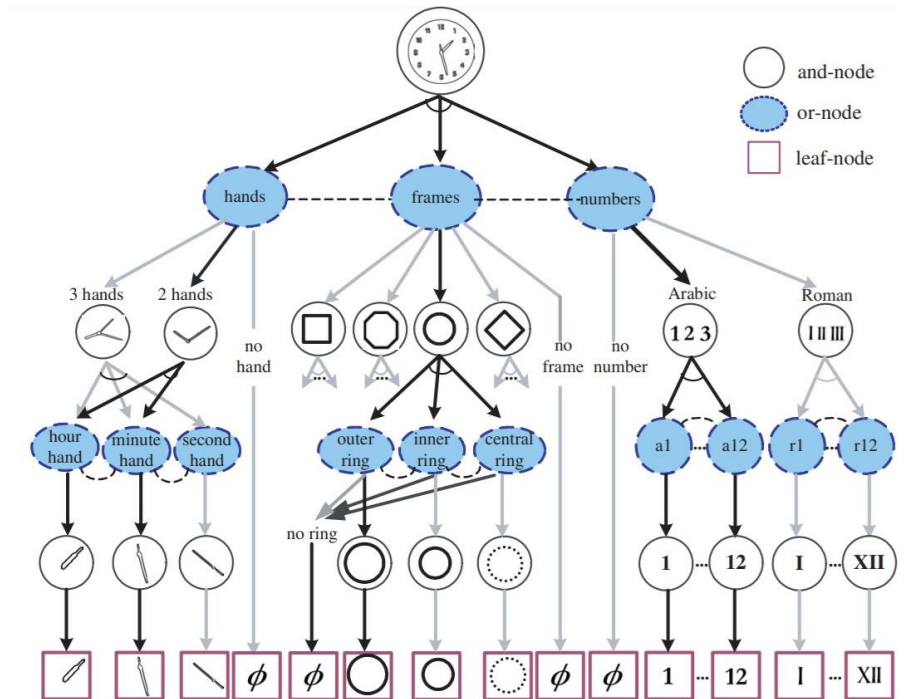 and-node
or-node
leaf-node
hands
frames
numbers
3 hands
2 hands
Arabic
Roman
1 2 3
I II III
no hand
no frame
no number
hour hand
minute hand
second hand
outer ring
inner ring
central ring
a1
...
a12
r1
...
r12
no ring
1
...
12
I
...
XII
ϕ
ϕ
ϕ
ϕ
1
...
12
I
...
XII